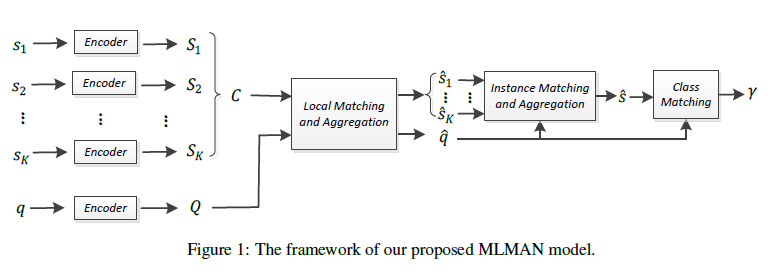 s1 Encoder S1
s2 Encoder S2
⋮ ⋮ ⋮
sK Encoder SK
q Encoder Q
C
Local Matching
and Aggregation
ŝ1
⋮ ⋮
ŝK
q̂
Instance Matching
and Aggregation
ŝ
Class
Matching
γ
Figure 1: The framework of our proposed MLMAN model.